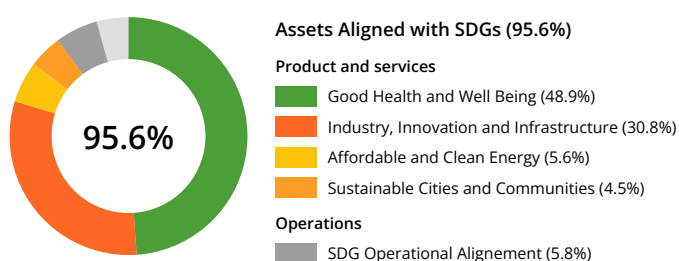 Assets Aligned with SDGs (95.6%)
Product and services
Good Health and Well Being (48.9%)
Industry, Innovation and Infrastructure (30.8%)
Affordable and Clean Energy (5.6%)
Sustainable Cities and Communities (4.5%)
Operations
SDG Operational Alignement (5.8%)
95.6%